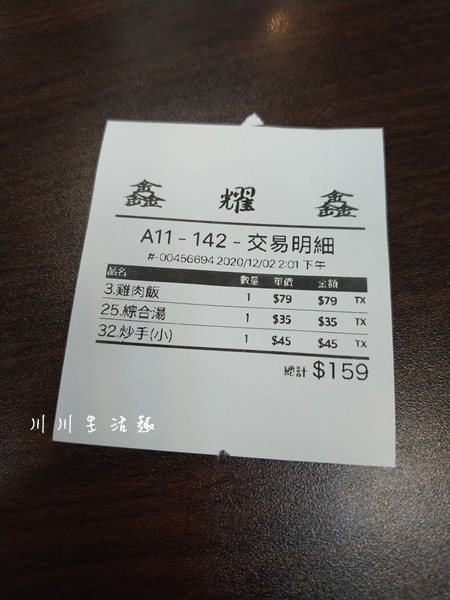 鑫 耀 鑫
A11 - 142 - 交易明細
#-00456694 2020/12/02 2:01 下午
品名 數量 單價 金額
3.雞肉飯 1 $79 $79 TX
25.綜合湯 1 $35 $35 TX
32.炒手(小) 1 $45 $45 TX
總計 $159
川川生活趣